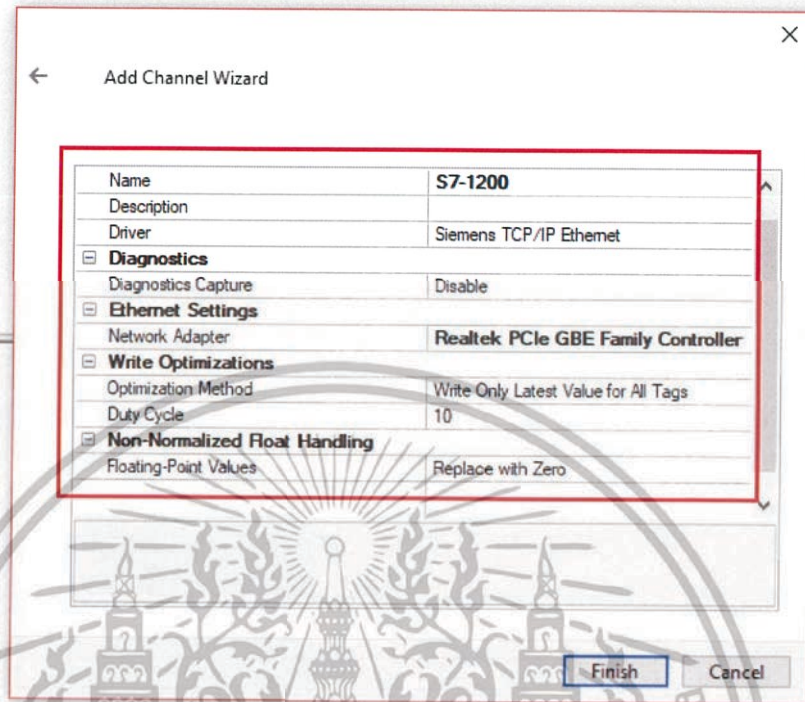 Add Channel Wizard
Name S7-1200
Description
Driver Siemens TCP/IP Ethernet
Diagnostics
Diagnostics Capture Disable
Ethernet Settings
Network Adapter Realtek PCIe GBE Family Controller
Write Optimizations
Optimization Method Write Only Latest Value for All Tags
Duty Cycle 10
Non-Normalized Float Handling
Floating-Point Values Replace with Zero
Finish Cancel